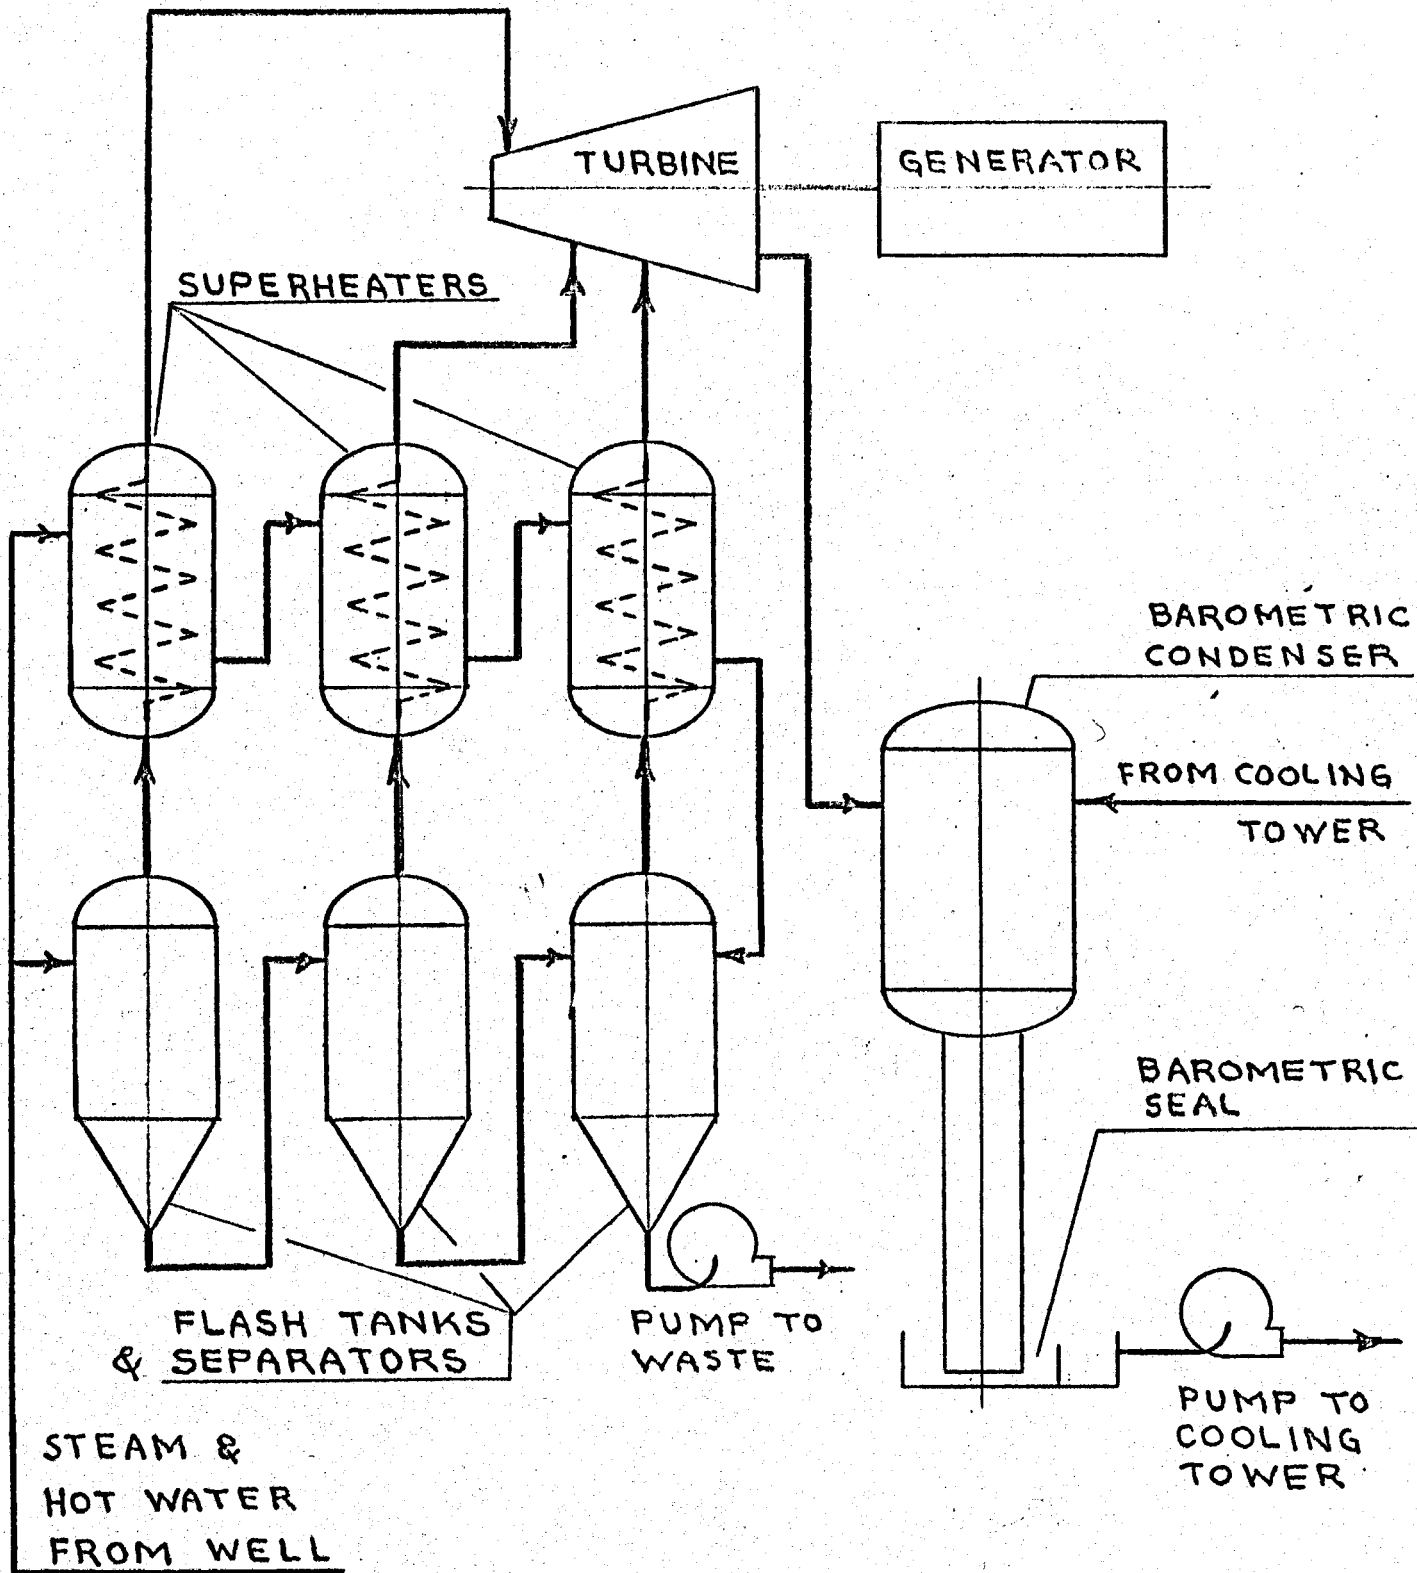 TURBINE
GENERATOR
SUPERHEATERS
BAROMETRIC
CONDENSER
FROM COOLING
TOWER
BAROMETRIC
SEAL
FLASH TANKS
& SEPARATORS
PUMP TO
WASTE
PUMP TO
COOLING
TOWER
STEAM &
HOT WATER
FROM WELL